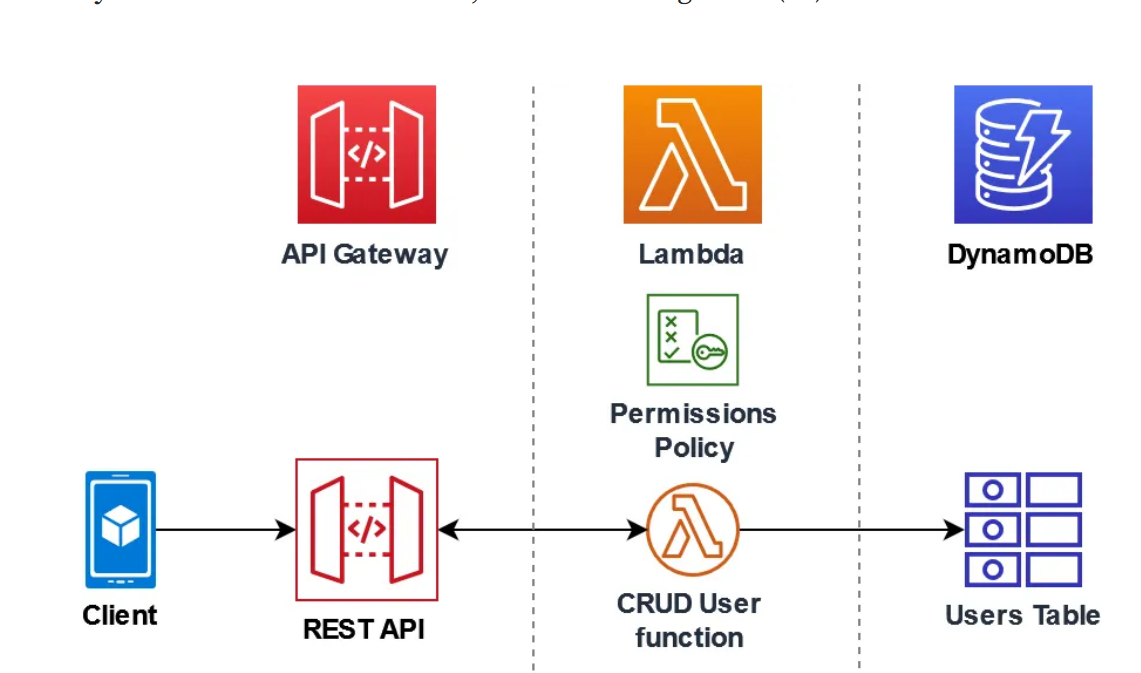 API Gateway
Lambda
DynamoDB
Permissions
Policy
Client
REST API
CRUD User
function
Users Table